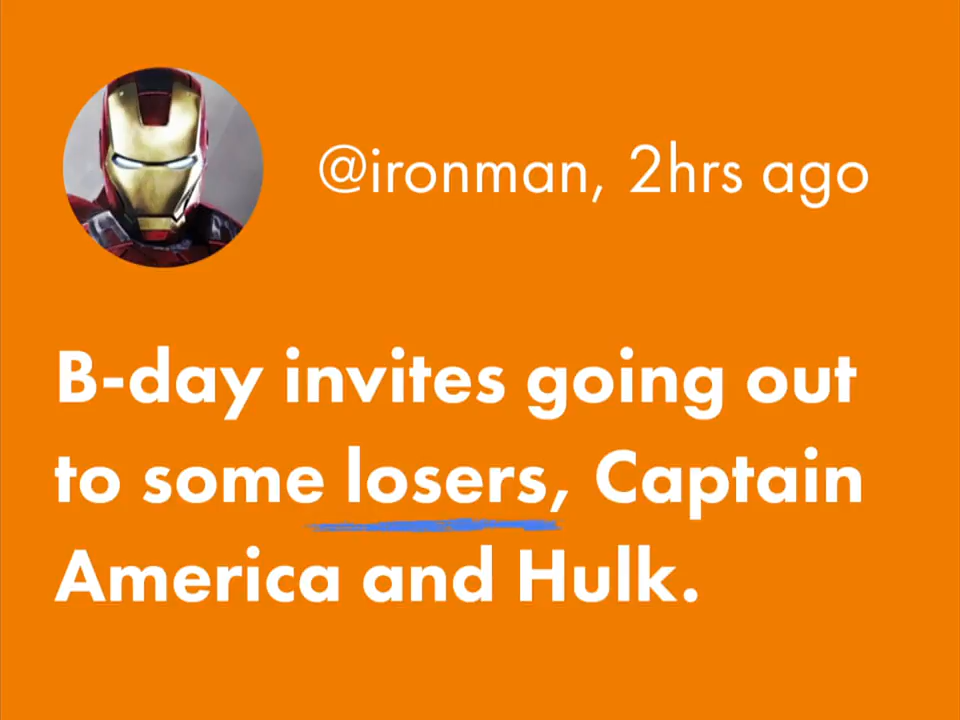 @ironman, 2hrs ago
B-day invites going out
to some losers, Captain
America and Hulk.